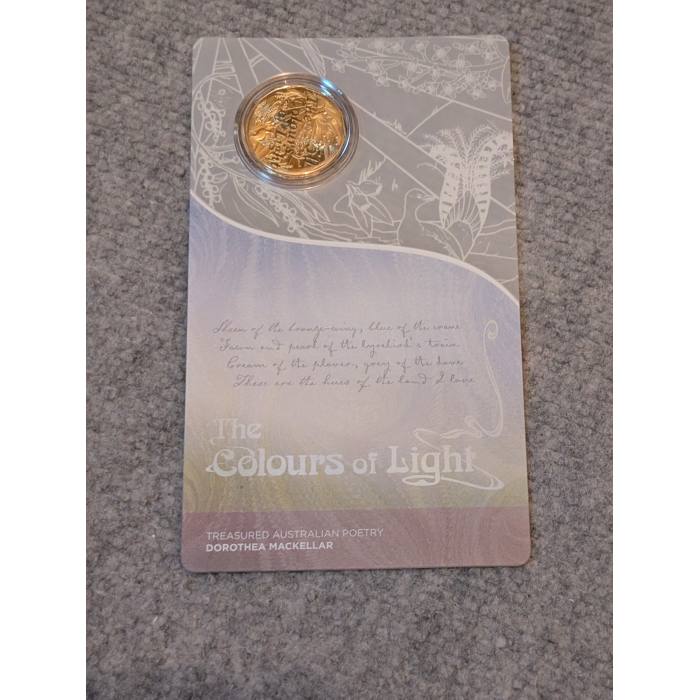 Sheen of the bronze-wing, blue of the crane
Fawn and pearl of the lyrebird's train
Cream of the plover, grey of the dove
These are the hues of the land I love
The
Colours of Light
TREASURED AUSTRALIAN POETRY
DOROTHEA MACKELLAR